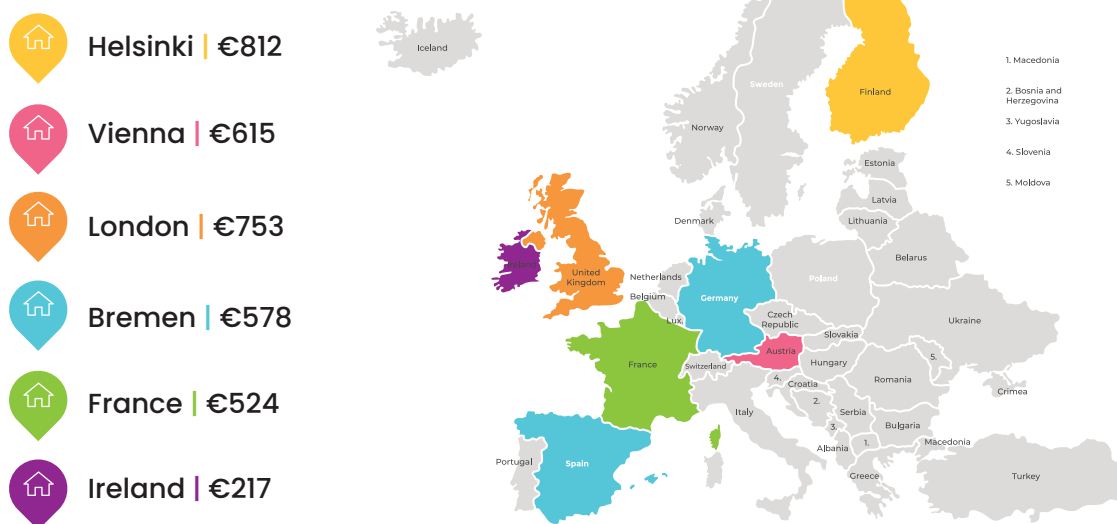 Helsinki | €812
Vienna | €615
London | €753
Bremen | €578
France | €524
Ireland | €217
Iceland
Sweden
Finland
Norway
Estonia
Latvia
Denmark
Lithuania
Ireland
United
Kingdom
Netherlands
Belarus
Poland
Belgium
Germany
Lux.
Czech
Republic
Ukraine
Slovakia
Austria
France
Switzerland
Hungary
5.
Romania
4.
Croatia
Crimea
2.
Italy
Serbia
3.
Bulgaria
1.
Macedonia
Albania
Portugal
Spain
Greece
Turkey
1. Macedonia
2. Bosnia and
Herzegovina
3. Yugoslavia
4. Slovenia
5. Moldova